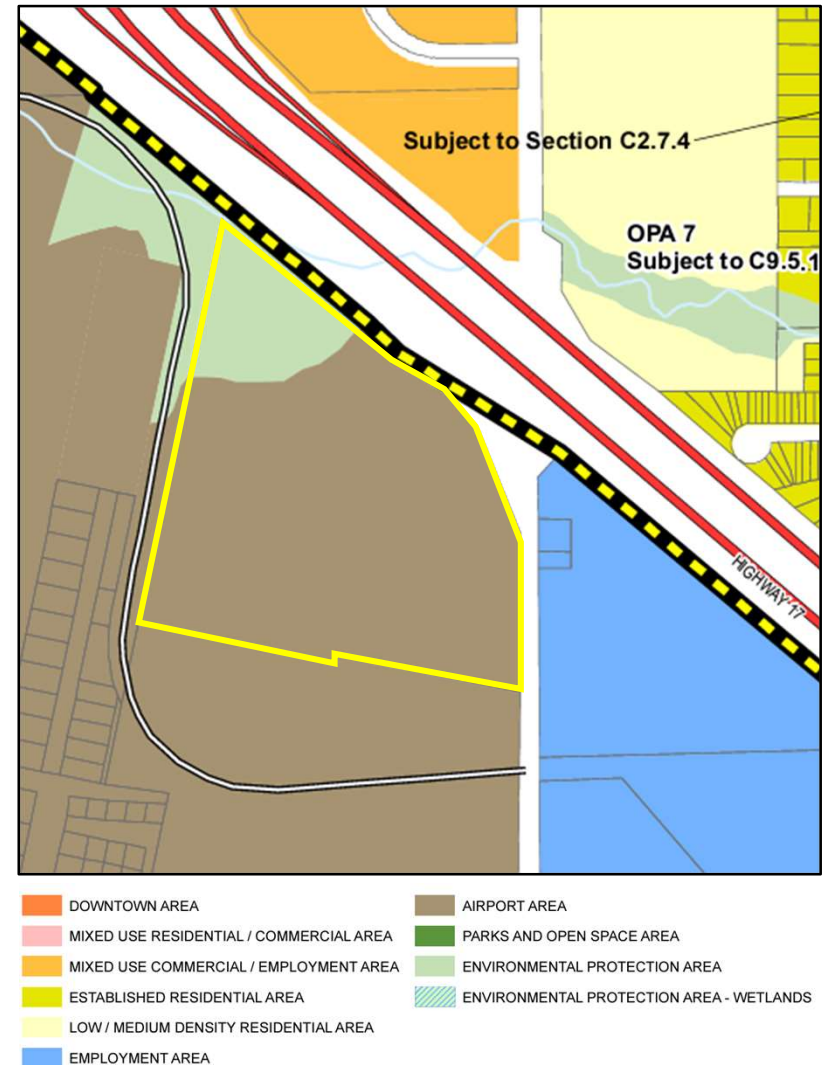 Subject to Section C2.7.4
OPA 7
Subject to C9.5.1
HIGHWAY 17
DOWNTOWN AREA
MIXED USE RESIDENTIAL / COMMERCIAL AREA
MIXED USE COMMERCIAL / EMPLOYMENT AREA
ESTABLISHED RESIDENTIAL AREA
LOW / MEDIUM DENSITY RESIDENTIAL AREA
EMPLOYMENT AREA
AIRPORT AREA
PARKS AND OPEN SPACE AREA
ENVIRONMENTAL PROTECTION AREA
ENVIRONMENTAL PROTECTION AREA - WETLANDS